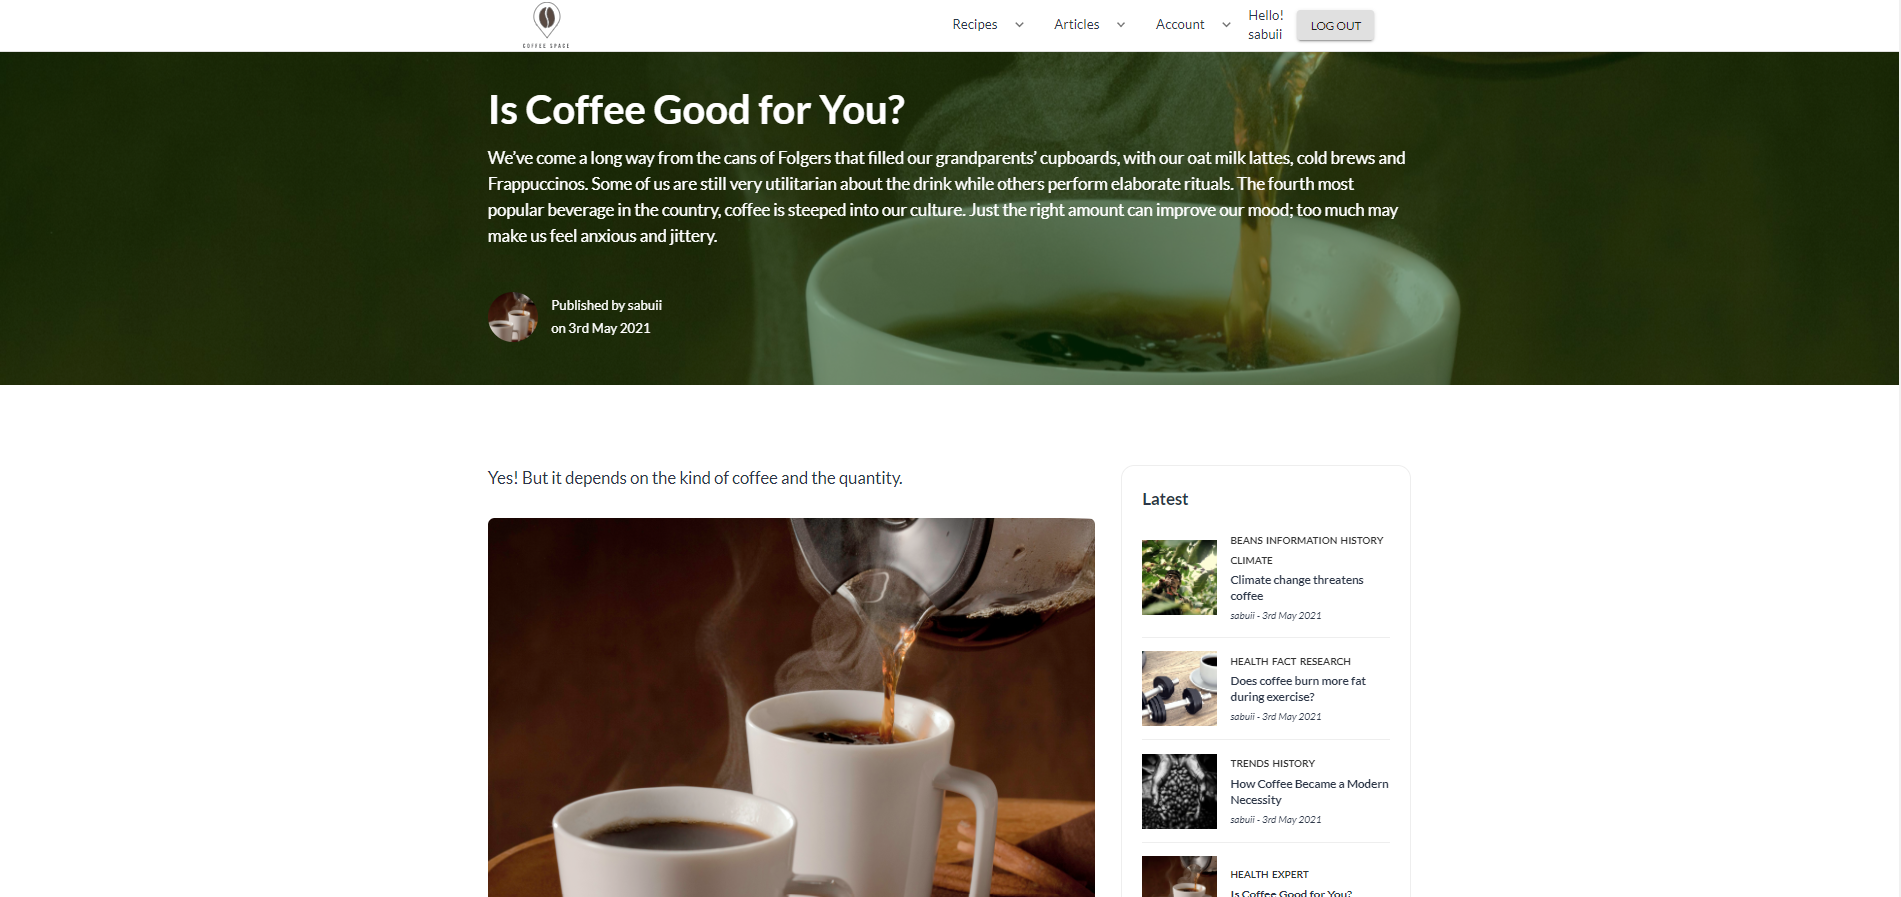 COFFEE SPACE
Recipes
Articles
Account
Hello!
sabuii
LOG OUT
Is Coffee Good for You?
We’ve come a long way from the cans of Folgers that filled our grandparents’ cupboards, with our oat milk lattes, cold brews and
Frappuccinos. Some of us are still very utilitarian about the drink while others perform elaborate rituals. The fourth most
popular beverage in the country, coffee is steeped into our culture. Just the right amount can improve our mood; too much may
make us feel anxious and jittery.
Published by sabuii
on 3rd May 2021
Yes! But it depends on the kind of coffee and the quantity.
Latest
BEANS INFORMATION HISTORY
CLIMATE
Climate change threatens
coffee
sabuii - 3rd May 2021
HEALTH FACT RESEARCH
Does coffee burn more fat
during exercise?
sabuii - 3rd May 2021
TRENDS HISTORY
How Coffee Became a Modern
Necessity
sabuii - 3rd May 2021
HEALTH EXPERT
Is Coffee Good for You?